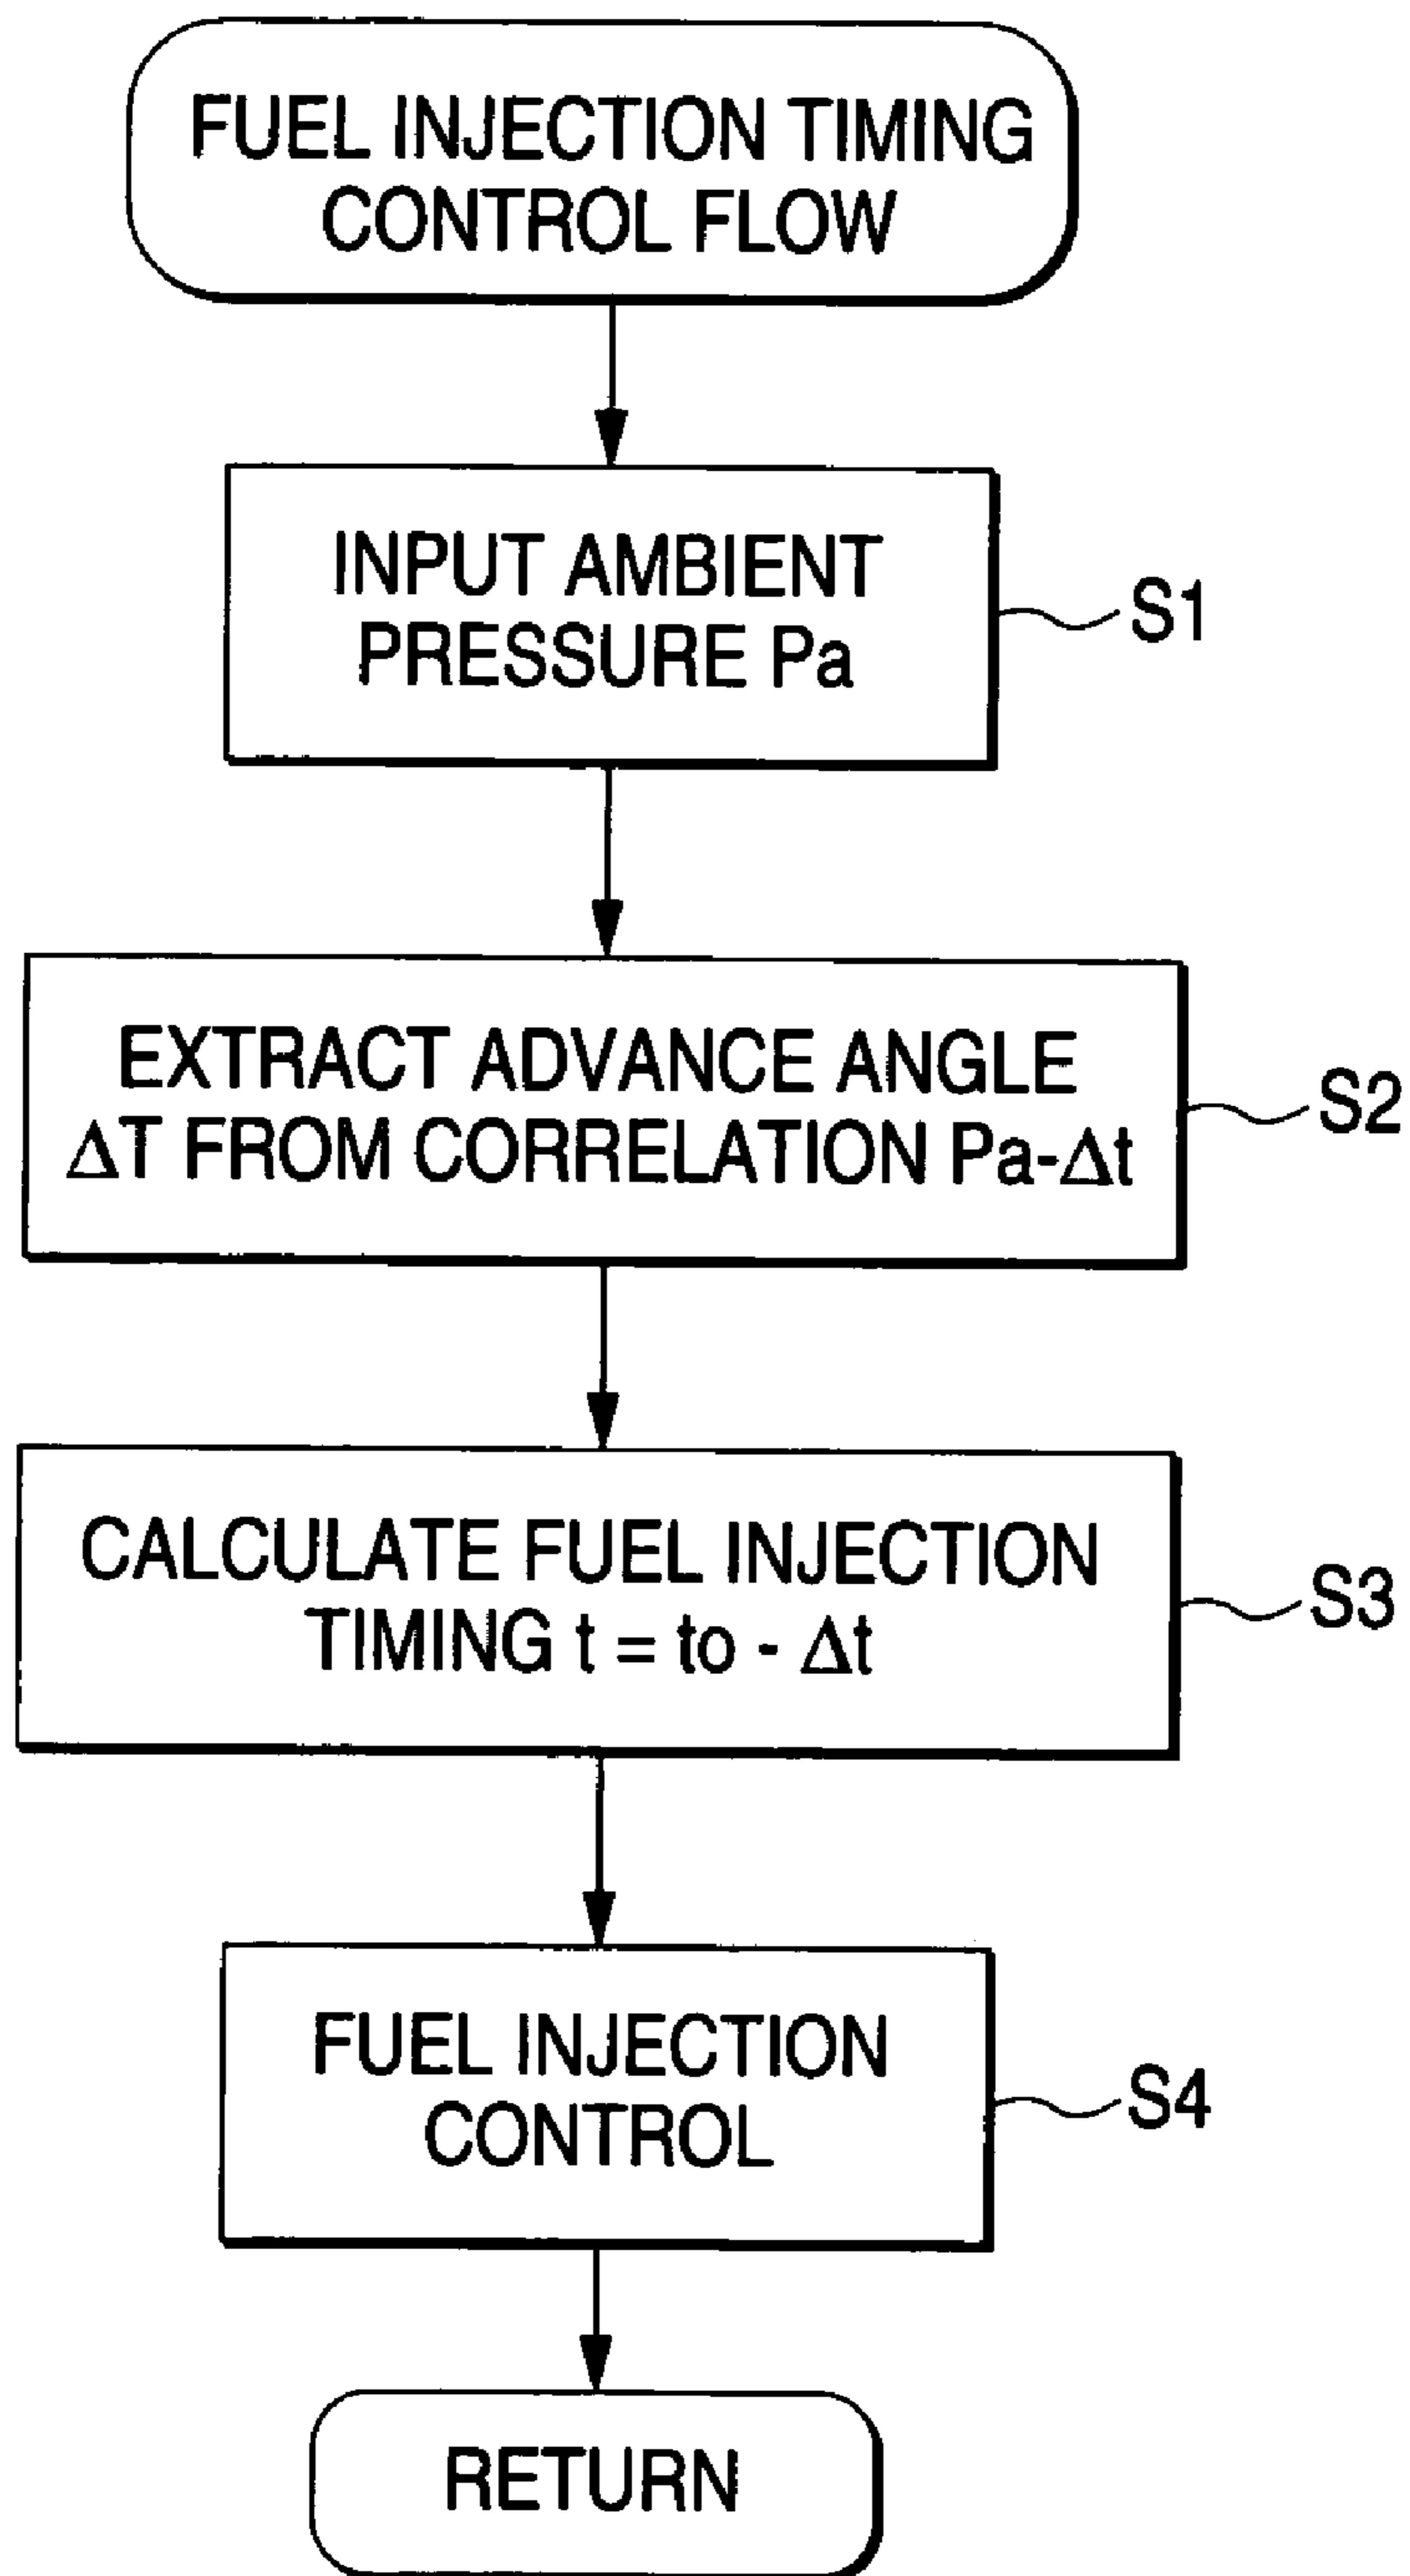 FUEL INJECTION TIMING
CONTROL FLOW
INPUT AMBIENT
PRESSURE Pa
S1
EXTRACT ADVANCE ANGLE
ΔT FROM CORRELATION Pa-Δt
S2
CALCULATE FUEL INJECTION
TIMING t = to - Δt
S3
FUEL INJECTION
CONTROL
S4
RETURN